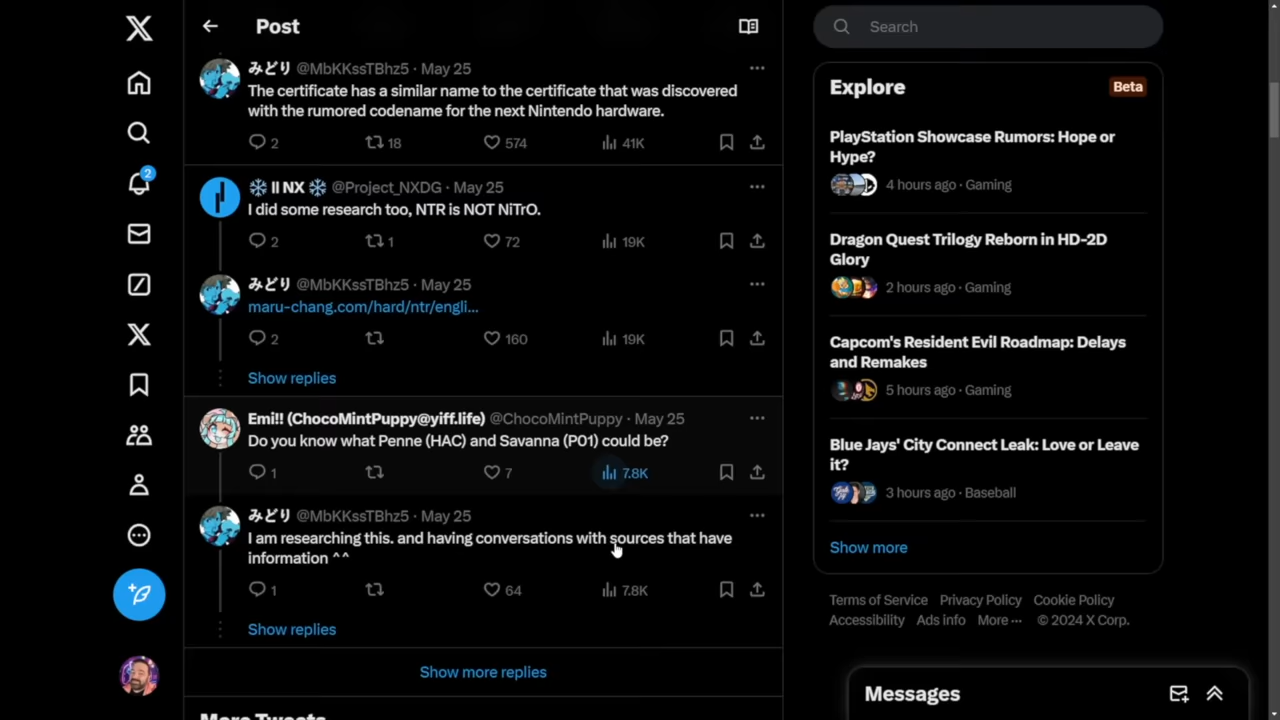 Post
みどり @MbKKssTBhz5 · May 25
The certificate has a similar name to the certificate that was discovered
with the rumored codename for the next Nintendo hardware.
2 18 574 41K
❄️ II NX ❄️ @Project_NXDG · May 25
I did some research too, NTR is NOT NiTrO.
2 1 72 19K
みどり @MbKKssTBhz5 · May 25
maru-chang.com/hard/ntr/engli...
2 160 19K
Show replies
Emi!! (ChocoMintPuppy@yiff.life) @ChocoMintPuppy · May 25
Do you know what Penne (HAC) and Savanna (P01) could be?
1 7 7.8K
みどり @MbKKssTBhz5 · May 25
I am researching this. and having conversations with sources that have
information ^^
1 64 7.8K
Show replies
Show more replies
More Tweets
2
Search
Explore Beta
PlayStation Showcase Rumors: Hope or
Hype?
4 hours ago · Gaming
Dragon Quest Trilogy Reborn in HD-2D
Glory
2 hours ago · Gaming
Capcom's Resident Evil Roadmap: Delays
and Remakes
5 hours ago · Gaming
Blue Jays' City Connect Leak: Love or Leave
it?
3 hours ago · Baseball
Show more
Terms of Service Privacy Policy Cookie Policy
Accessibility Ads info More ··· © 2024 X Corp.
Messages